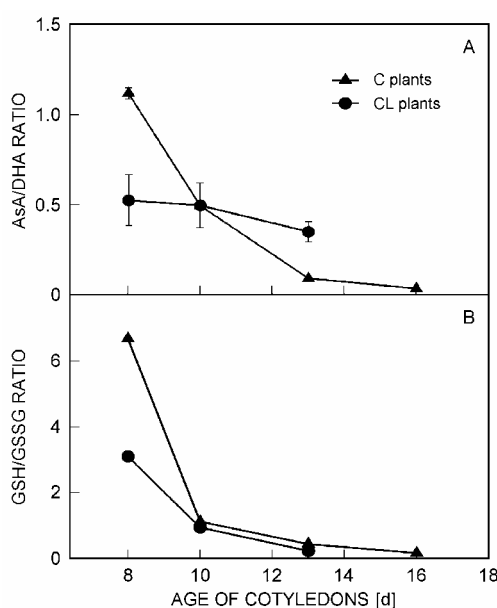 1.5
A
C plants
CL plants
1.0
0.5
0
AsA/DHA RATIO
B
6
4
2
0
GSH/GSSG RATIO
8 10 12 14 16 18
AGE OF COTYLEDONS [d]